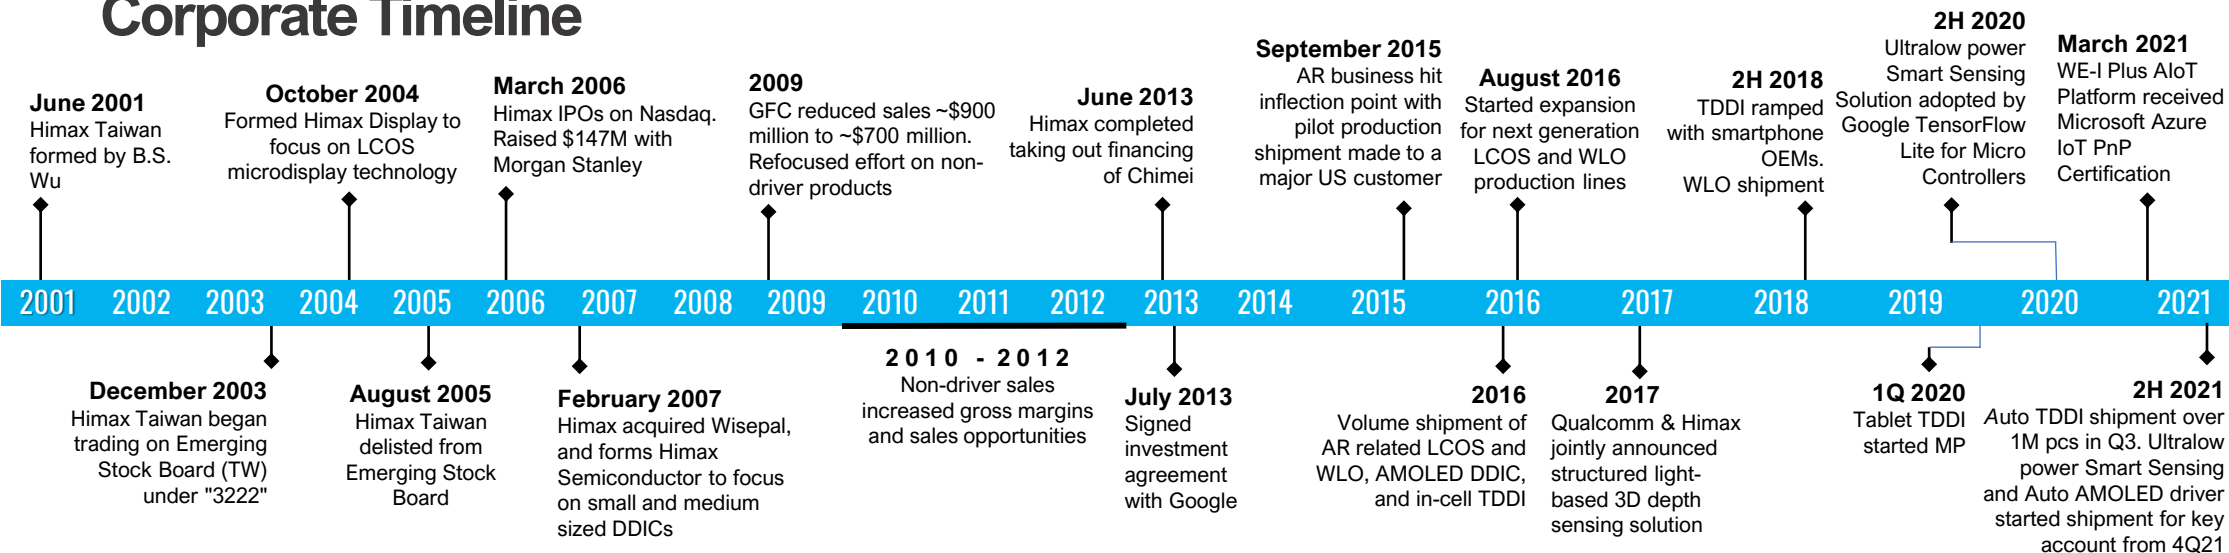 Corporate Timeline
June 2001
Himax Taiwan
formed by B.S.
Wu
October 2004
Formed Himax Display to
focus on LCOS
microdisplay technology
March 2006
Himax IPOs on Nasdaq.
Raised $147M with
Morgan Stanley
2009
GFC reduced sales ~$900
million to ~$700 million.
Refocused effort on non-
driver products
June 2013
Himax completed
taking out financing
of Chimei
September 2015
AR business hit
inflection point with
pilot production
shipment made to a
major US customer
August 2016
Started expansion
for next generation
LCOS and WLO
production lines
2H 2018
TDDI ramped
with smartphone
OEMs.
WLO shipment
2H 2020
Ultralow power
Smart Sensing
Solution adopted by
Google TensorFlow
Lite for Micro
Controllers
March 2021
WE-I Plus AIoT
Platform received
Microsoft Azure
IoT PnP
Certification
2001 2002 2003 2004 2005 2006 2007 2008 2009 2010 2011 2012 2013 2014 2015 2016 2017 2018 2019 2020 2021
December 2003
Himax Taiwan began
trading on Emerging
Stock Board (TW)
under "3222"
August 2005
Himax Taiwan
delisted from
Emerging Stock
Board
February 2007
Himax acquired Wisepal,
and forms Himax
Semiconductor to focus
on small and medium
sized DDICs
2010 - 2012
Non-driver sales
increased gross margins
and sales opportunities
July 2013
Signed
investment
agreement
with Google
2016
Volume shipment of
AR related LCOS and
WLO, AMOLED DDIC,
and in-cell TDDI
2017
Qualcomm & Himax
jointly announced
structured light-
based 3D depth
sensing solution
1Q 2020
Tablet TDDI
started MP
2H 2021
Auto TDDI shipment over
1M pcs in Q3. Ultralow
power Smart Sensing
and Auto AMOLED driver
started shipment for key
account from 4Q21